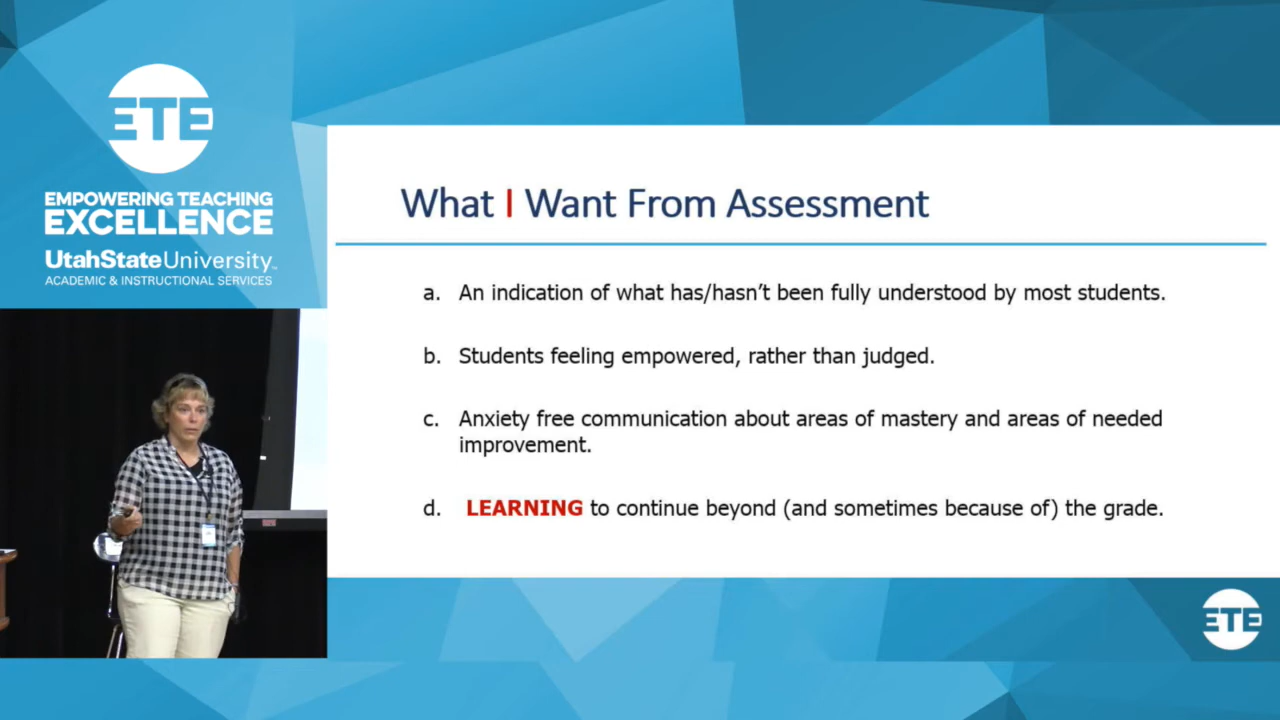 ETE
EMPOWERING TEACHING
EXCELLENCE
UtahStateUniversity™
ACADEMIC & INSTRUCTIONAL SERVICES
What I Want From Assessment
a. An indication of what has/hasn't been fully understood by most students.
b. Students feeling empowered, rather than judged.
c. Anxiety free communication about areas of mastery and areas of needed
improvement.
d. LEARNING to continue beyond (and sometimes because of) the grade.
ETE